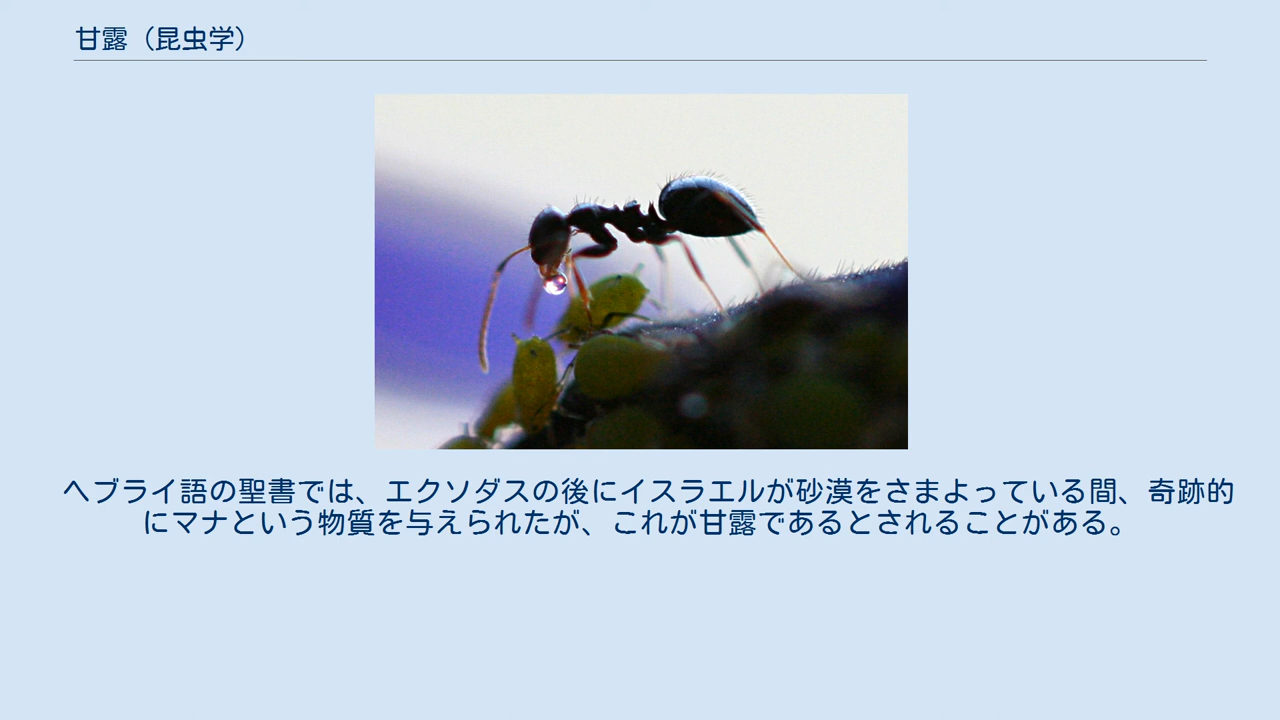 甘露（昆虫学）
ヘブライ語の聖書では、エクソダスの後にイスラエルが砂漠をさまよっている間、奇跡的
にマナという物質を与えられたが、これが甘露であるとされることがある。